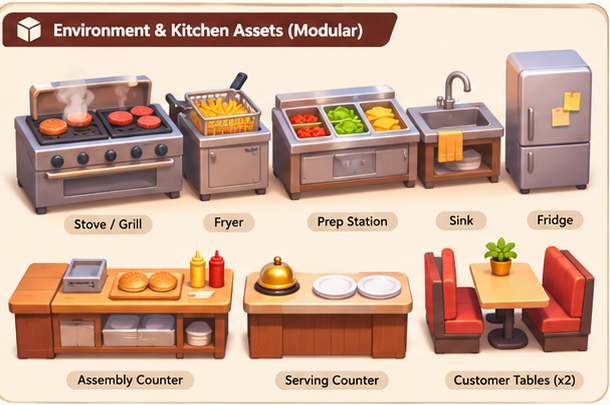 Environment & Kitchen Assets (Modular)
Stove / Grill
Fryer
Prep Station
Sink
Fridge
Assembly Counter
Serving Counter
Customer Tables (x2)